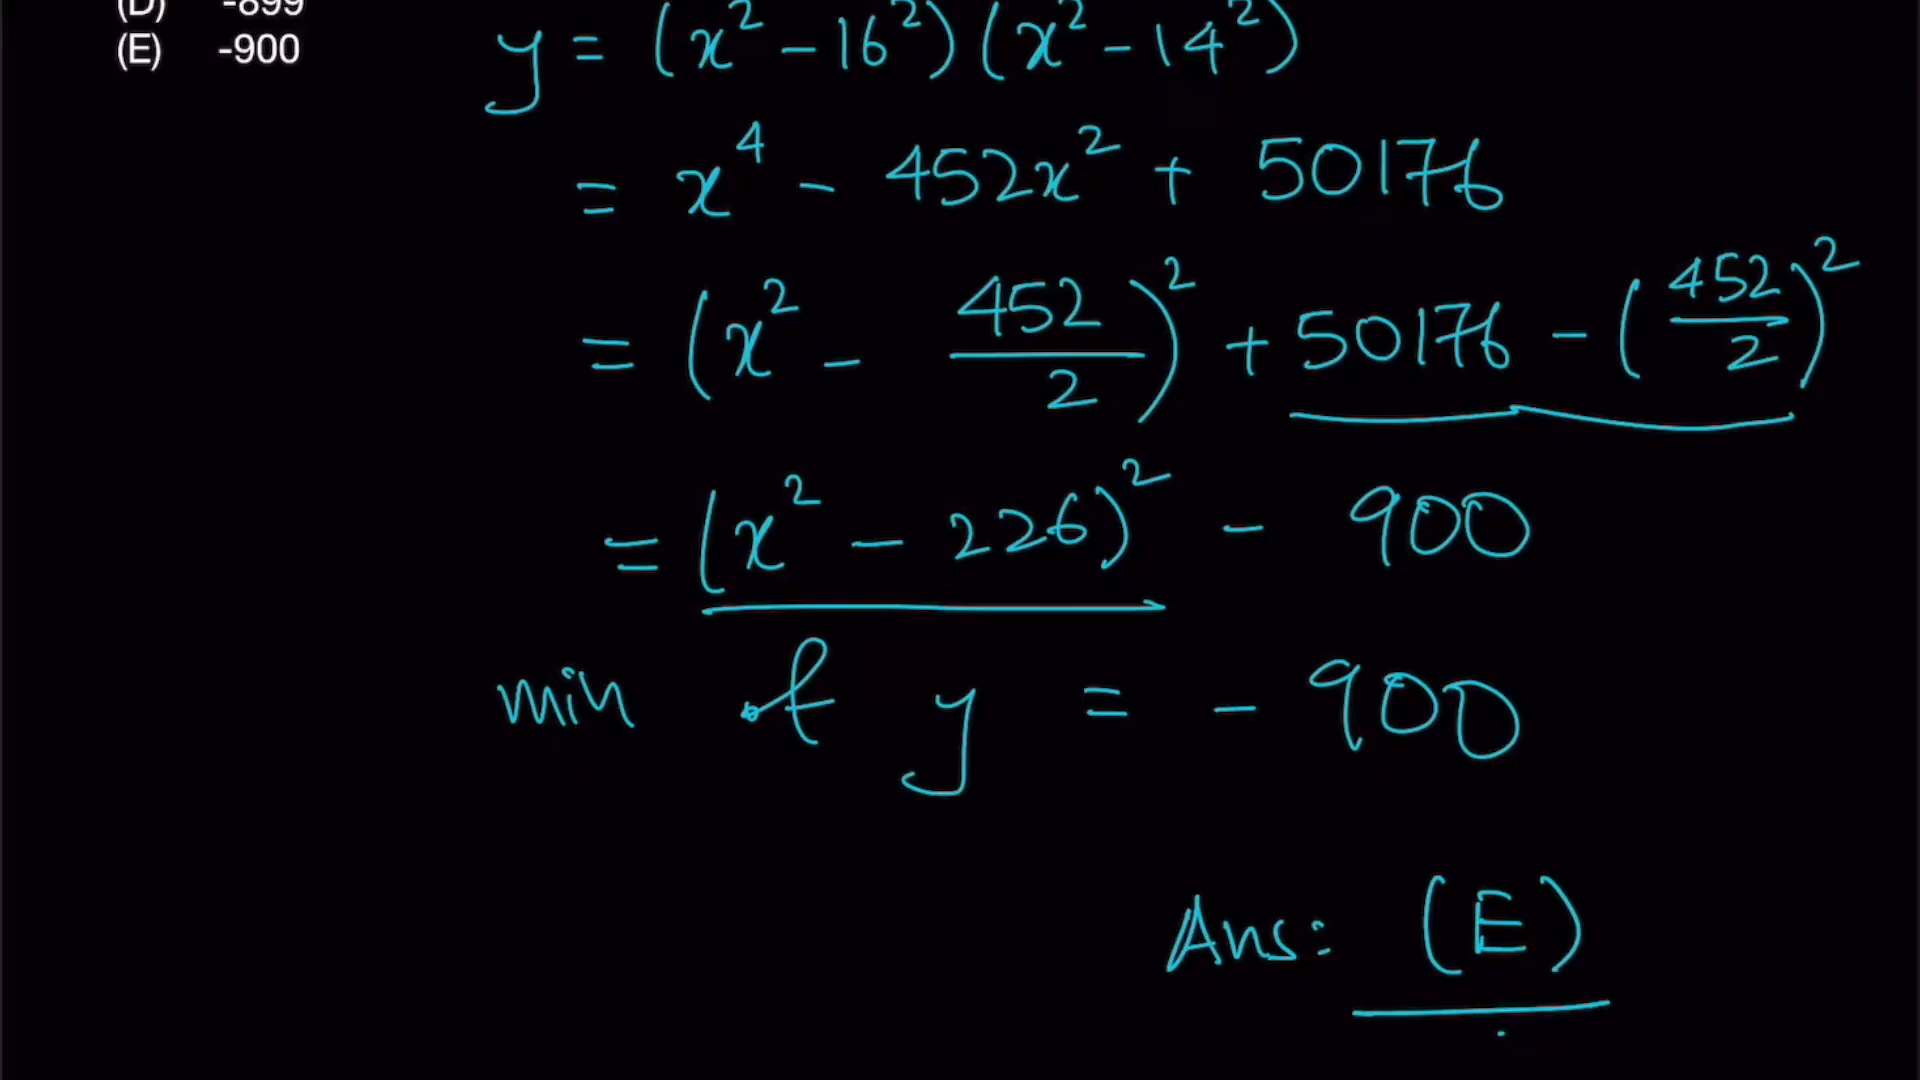 (D) -899
(E) -900
y = (x² - 16²)(x² - 14²)
= x⁴ - 452x² + 50176
= (x² - 452/2)² + 50176 - (452/2)²
= (x² - 226)² - 900
min of y = - 900
Ans: (E)